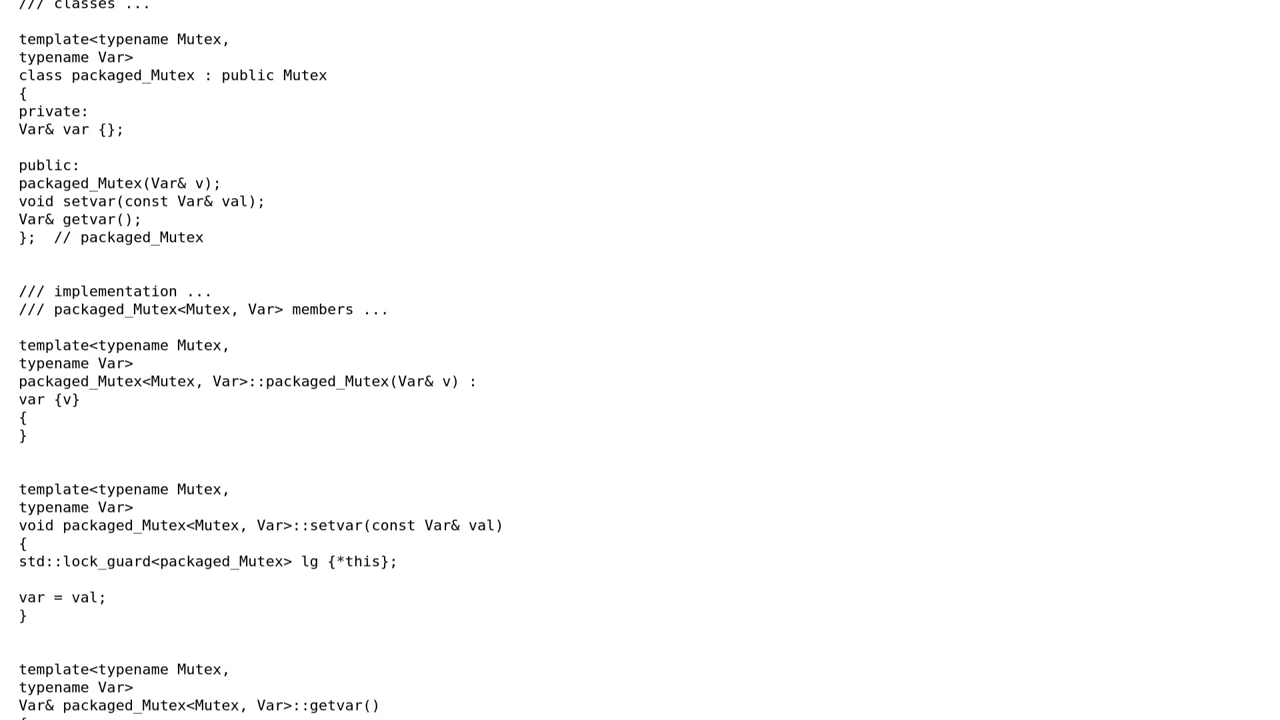 /// classes ...
template<typename Mutex,
typename Var>
class packaged_Mutex : public Mutex
{
private:
Var& var {};
public:
packaged_Mutex(Var& v);
void setvar(const Var& val);
Var& getvar();
};  // packaged_Mutex
/// implementation ...
/// packaged_Mutex<Mutex, Var> members ...
template<typename Mutex,
typename Var>
packaged_Mutex<Mutex, Var>::packaged_Mutex(Var& v) :
var {v}
{
}
template<typename Mutex,
typename Var>
void packaged_Mutex<Mutex, Var>::setvar(const Var& val)
{
std::lock_guard<packaged_Mutex> lg {*this};
var = val;
}
template<typename Mutex,
typename Var>
Var& packaged_Mutex<Mutex, Var>::getvar()
{